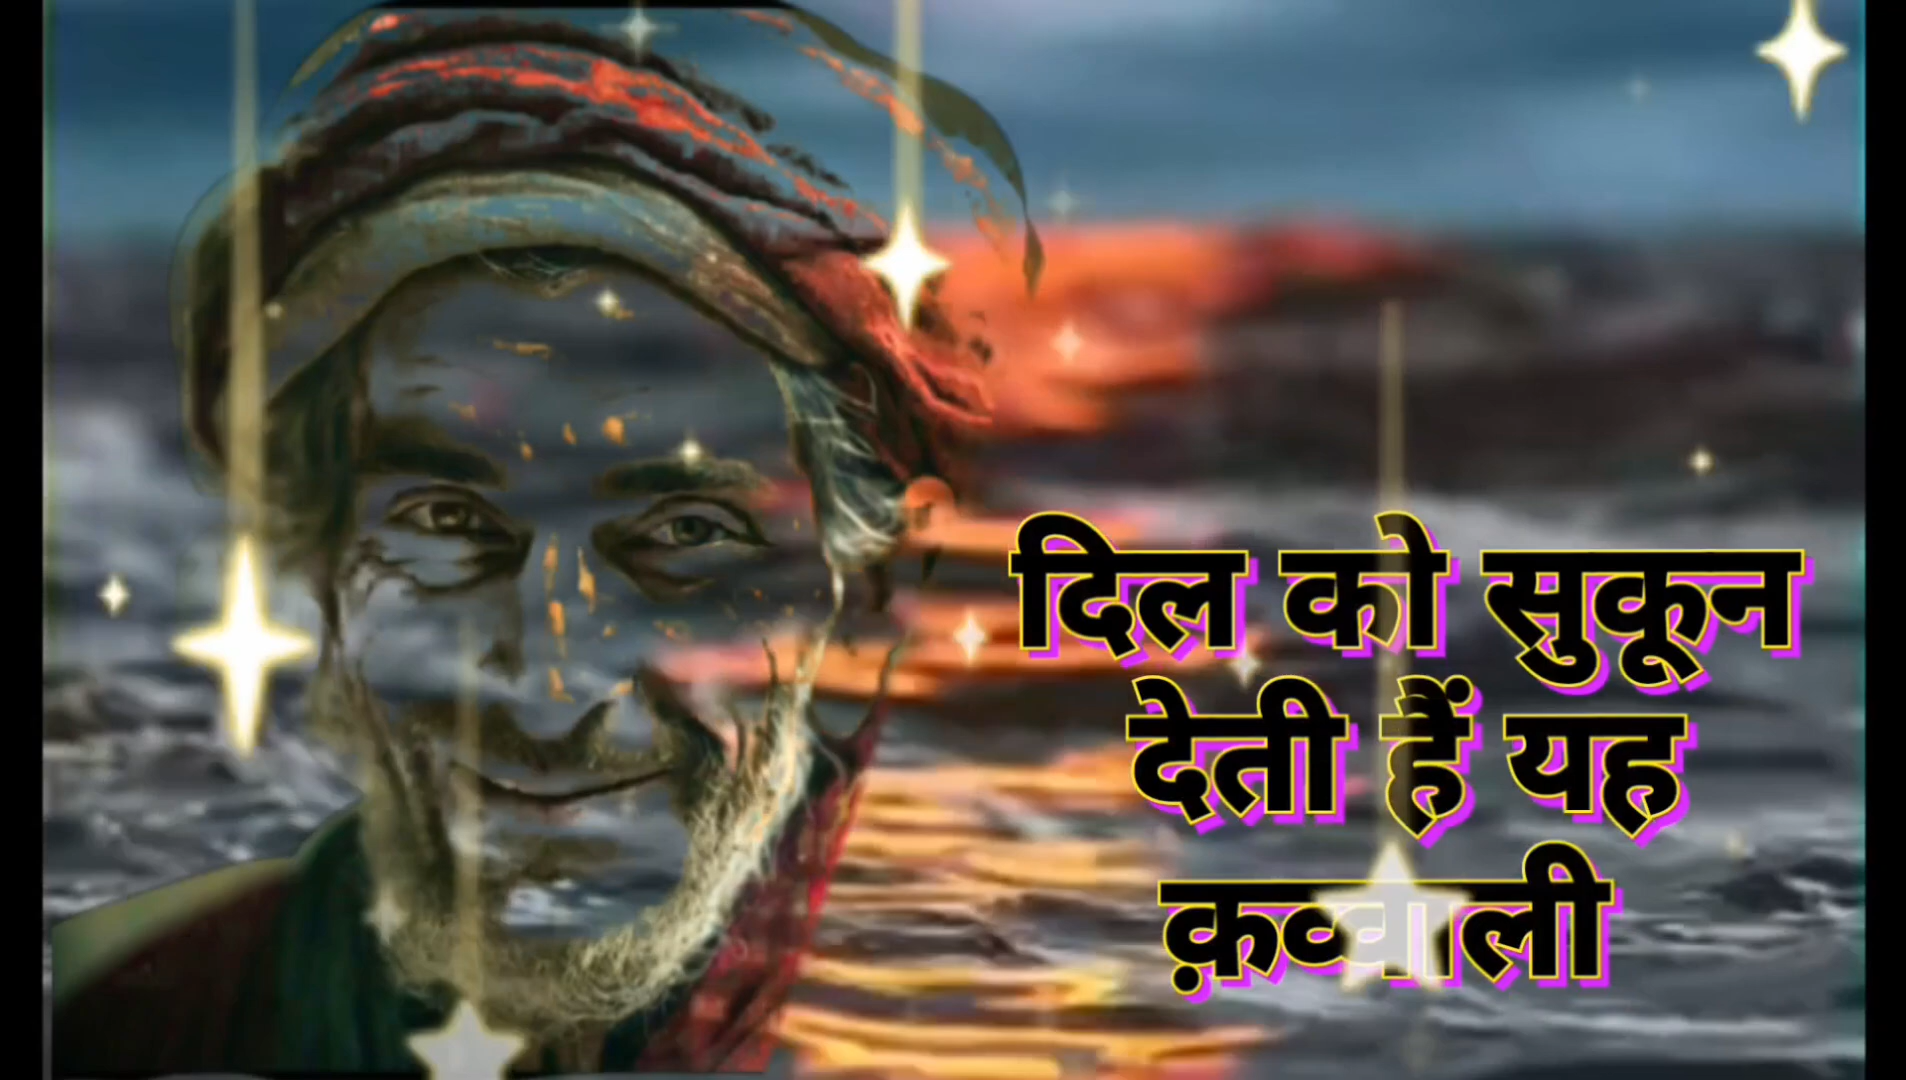 दिल को सुकून
देती हैं यह
क़व्वाली